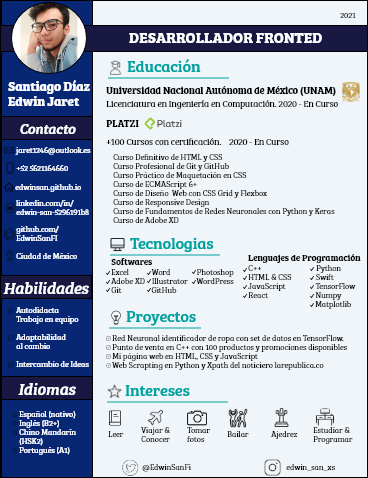 2021
DESARROLLADOR FRONTED
Santiago Díaz
Edwin Jaret
Contacto
jaret1246@outlook.es
+52 5621164660
edwinson.github.io
linkedin.com/in/
edwin-san-5296191b8
github.com/
EdwinSanFI
Ciudad de México
Habilidades
Autodidacta
Trabajo en equipo
Adaptabilidad
al cambio
Intercambio de Ideas
Idiomas
Español (nativo)
Inglés (B2+)
Chino Mandarín
(HSK2)
Portugués (A1)
Educación
Universidad Nacional Autónoma de México (UNAM)
Licenciatura en Ingeniería en Computación. 2020 - En Curso
PLATZI Platzi
+100 Cursos con certificación. 2020 - En Curso
Curso Definitivo de HTML y CSS
Curso Profesional de Git y GitHub
Curso Práctico de Maquetación en CSS
Curso de ECMAScript 6+
Curso de Diseño Web con CSS Grid y Flexbox
Curso de Responsive Design
Curso de Fundamentos de Redes Neuronales con Python y Keras
Curso de Adobe XD
Tecnologias
Softwares
Excel Word Photoshop
Adobe XD Illustrator WordPress
Git GitHub
Lenguajes de Programación
C++ Python
HTML & CSS Swift
JavaScript TensorFlow
React Numpy
Matplotlib
Proyectos
Red Neuronal identificador de ropa con set de datos en TensorFlow.
Punto de venta en C++ con 100 productos y promociones disponibles
Mi página web en HTML, CSS y JavaScript
Web Scrapting en Python y Xpath del noticiero larepublica.co
Intereses
Leer
Viajar &
Conocer
Tomar
fotos
Bailar
Ajedrez
Estudiar &
Programar
@EdwinSanFi
edwin_san_xs